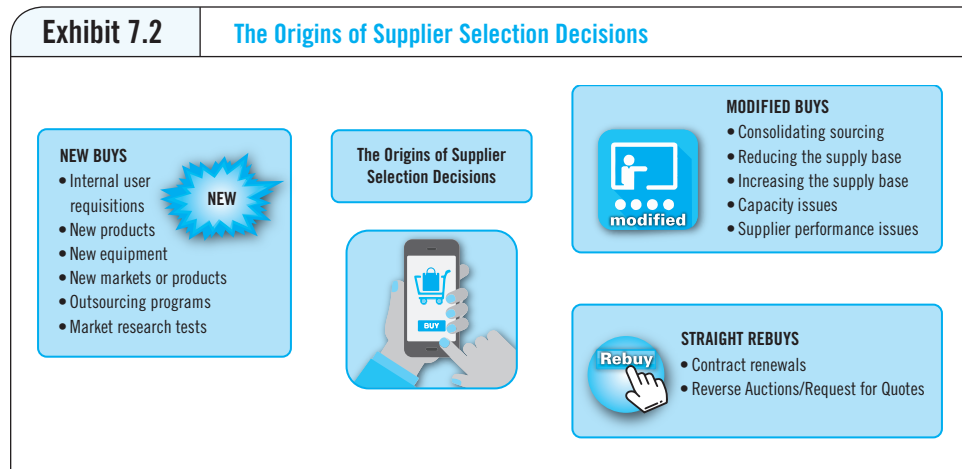 Exhibit 7.2
The Origins of Supplier Selection Decisions
NEW BUYS
• Internal user
requisitions
• New products
• New equipment
• New markets or products
• Outsourcing programs
• Market research tests
NEW
The Origins of Supplier
Selection Decisions
BUY
MODIFIED BUYS
• Consolidating sourcing
• Reducing the supply base
• Increasing the supply base
• Capacity issues
• Supplier performance issues
modified
STRAIGHT REBUYS
• Contract renewals
• Reverse Auctions/Request for Quotes
Rebuy